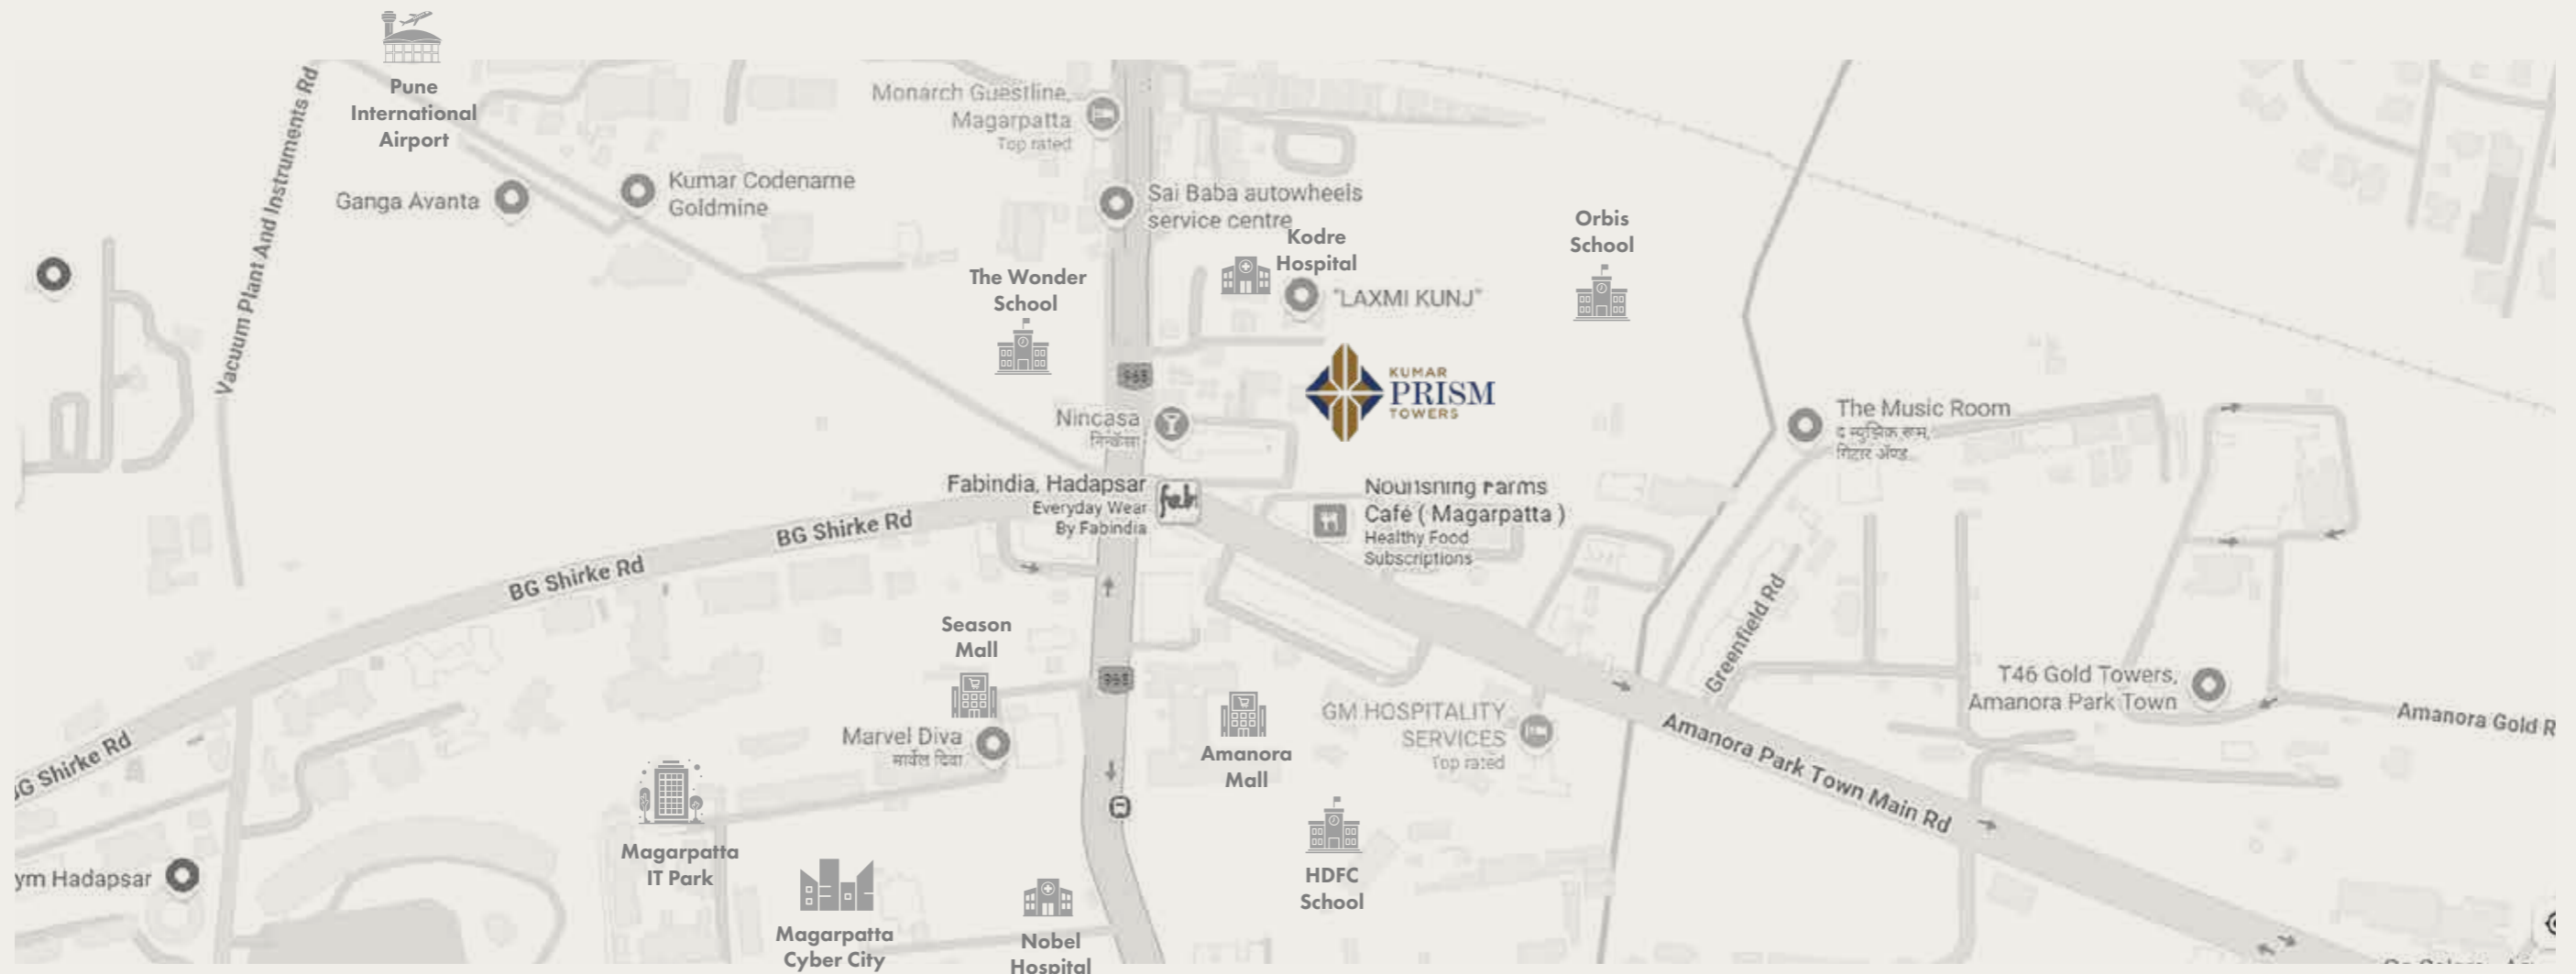 Pune
International
Airport
Monarch Guestline,
Magarpatta
Top rated
Vacuum Plant And Instruments Rd
Kumar Codename
Goldmine
Ganga Avanta
Sai Baba autowheels
service centre
Kodre
Hospital
Orbis
School
The Wonder
School
"LAXMI KUNJ"
KUMAR
PRISM
TOWERS
Nincasa
The Music Room
द म्युझिक रूम,
गिटार अ‍ॅण्ड
Fabindia, Hadapsar
Everyday Wear
By Fabindia
fab
Nourishing Farms
Café ( Magarpatta )
Healthy Food
Subscriptions
BG Shirke Rd
BG Shirke Rd
Greenfield Rd
Season
Mall
T46 Gold Towers,
Amanora Park Town
Amanora Gold R
GM HOSPITALITY
SERVICES
Top rated
Amanora
Mall
Marvel Diva
मार्वल दिवा
Amanora Park Town Main Rd
BG Shirke Rd
Magarpatta
IT Park
HDFC
School
ym Hadapsar
Magarpatta
Cyber City
Nobel
Hospital